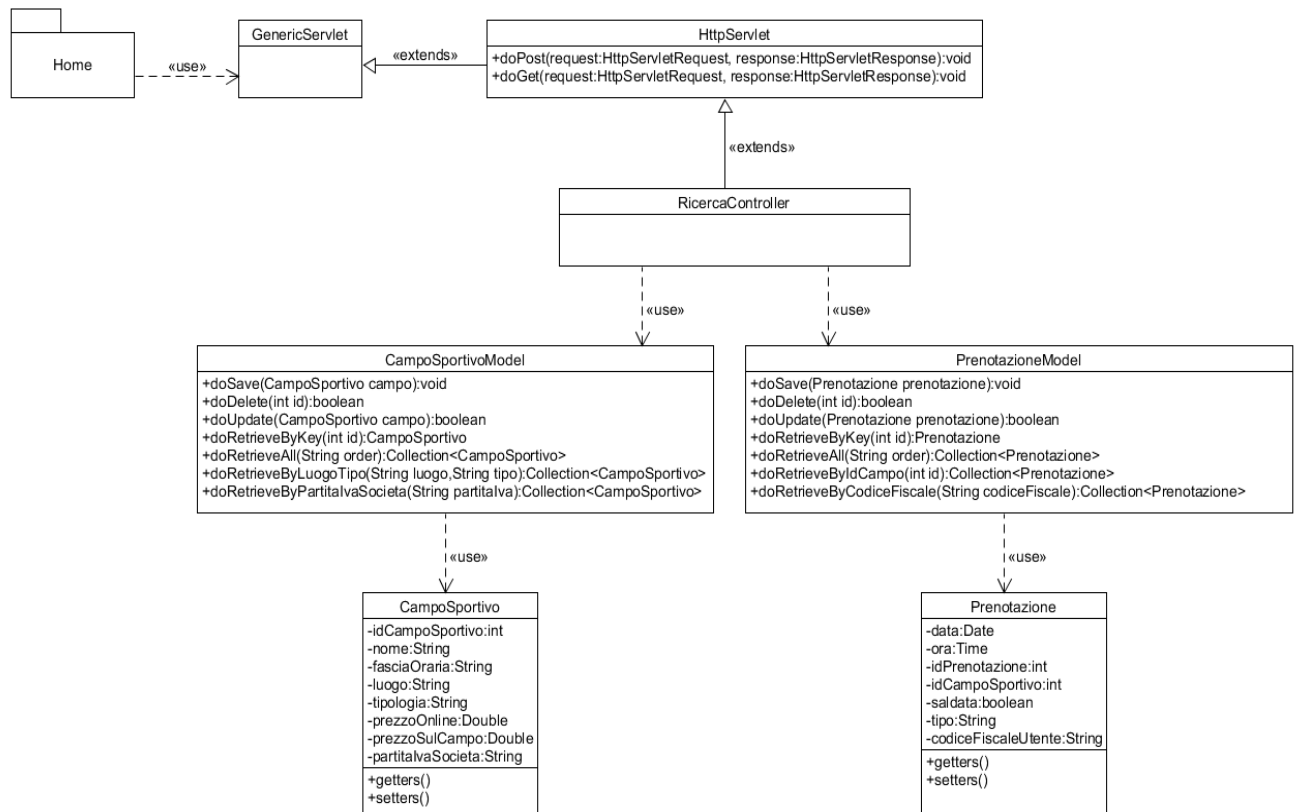 Home
«use»
GenericServlet
«extends»
HttpServlet
+doPost(request:HttpServletRequest, response:HttpServletResponse):void
+doGet(request:HttpServletRequest, response:HttpServletResponse):void
«extends»
RicercaController
«use»
«use»
CampoSportivoModel
+doSave(CampoSportivo campo):void
+doDelete(int id):boolean
+doUpdate(CampoSportivo campo):boolean
+doRetrieveByKey(int id):CampoSportivo
+doRetrieveAll(String order):Collection<CampoSportivo>
+doRetrieveByLuogoTipo(String luogo,String tipo):Collection<CampoSportivo>
+doRetrieveByPartitaIvaSocieta(String partitaIva):Collection<CampoSportivo>
PrenotazioneModel
+doSave(Prenotazione prenotazione):void
+doDelete(int id):boolean
+doUpdate(Prenotazione prenotazione):boolean
+doRetrieveByKey(int id):Prenotazione
+doRetrieveAll(String order):Collection<Prenotazione>
+doRetrieveByIdCampo(int id):Collection<Prenotazione>
+doRetrieveByCodiceFiscale(String codiceFiscale):Collection<Prenotazione>
«use»
«use»
CampoSportivo
-idCampoSportivo:int
-nome:String
-fasciaOraria:String
-luogo:String
-tipologia:String
-prezzoOnline:Double
-prezzoSulCampo:Double
-partitaIvaSocieta:String
+getters()
+setters()
Prenotazione
-data:Date
-ora:Time
-idPrenotazione:int
-idCampoSportivo:int
-saldata:boolean
-tipo:String
-codiceFiscaleUtente:String
+getters()
+setters()